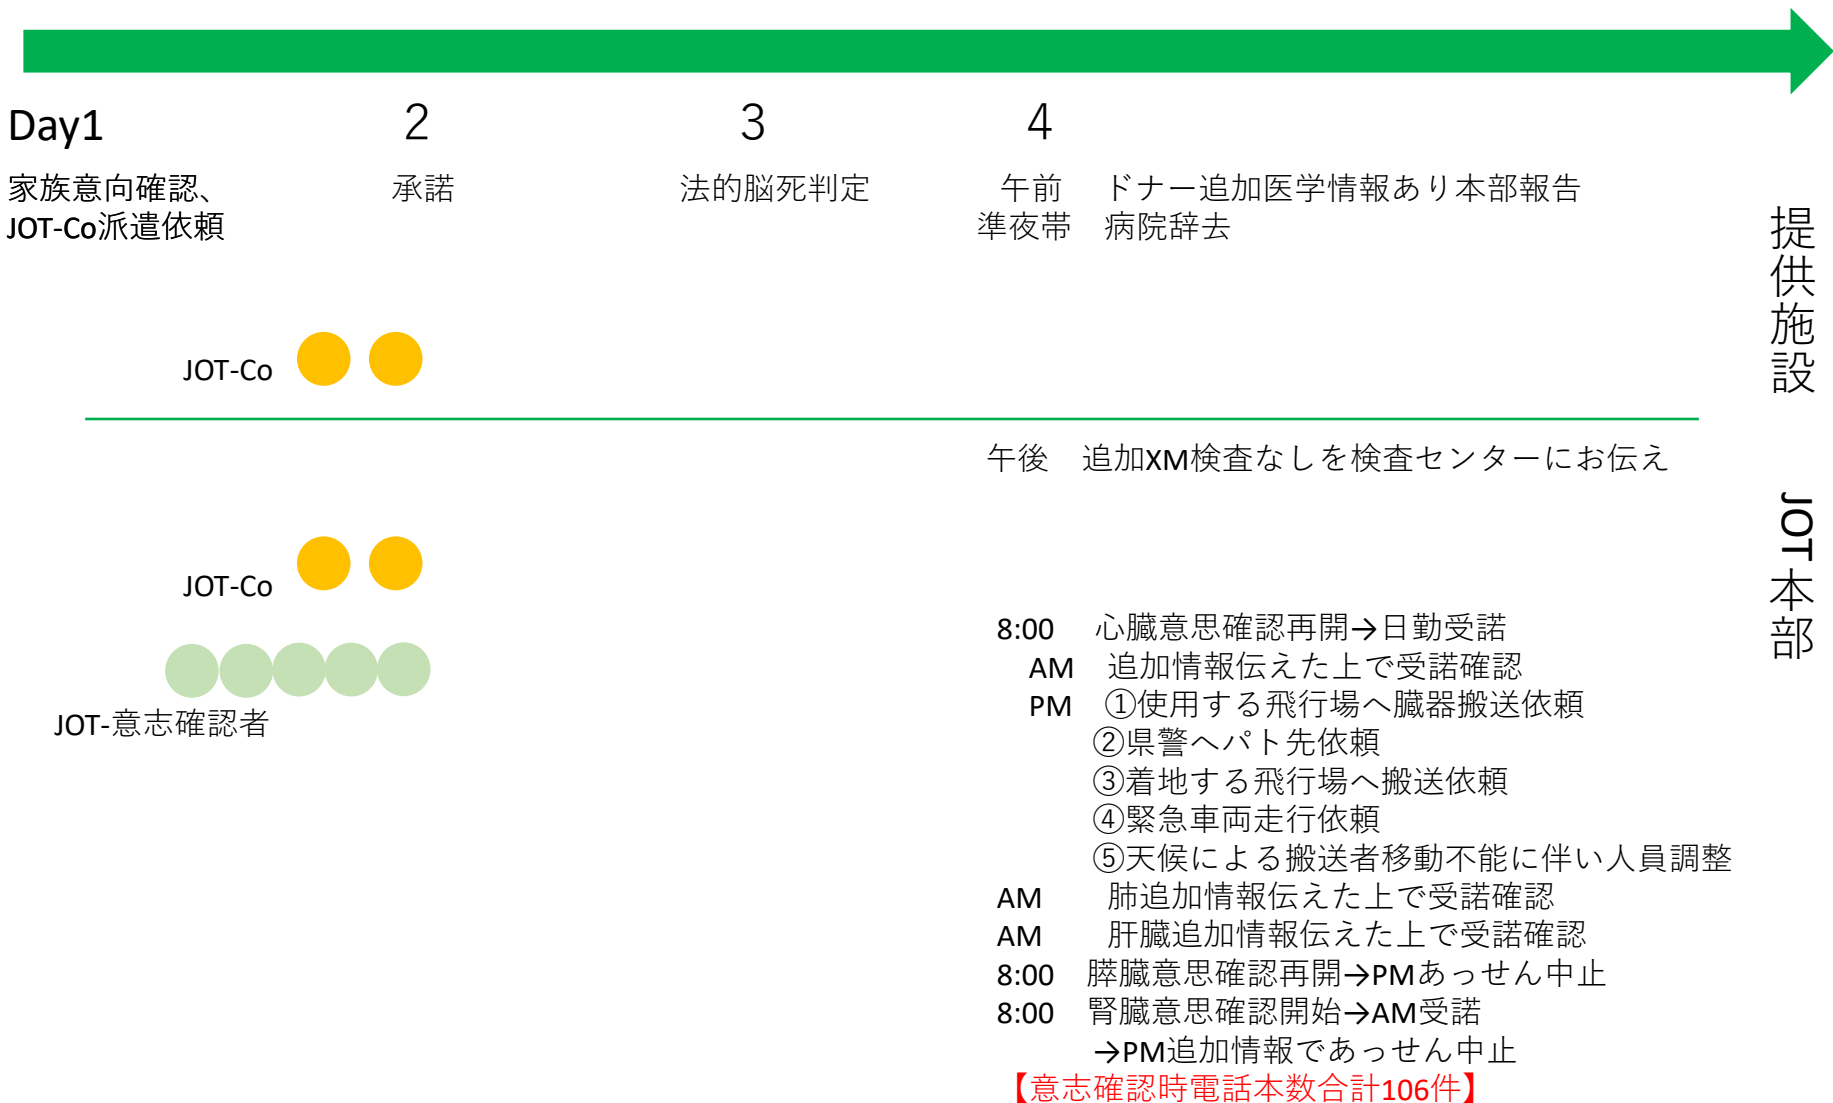 Day1 2 3 4
家族意向確認、 承諾 法的脳死判定 午前 ドナー追加医学情報あり本部報告
JOT-Co派遣依頼 準夜帯 病院辞去
提供施設
JOT-Co
午後 追加XM検査なしを検査センターにお伝え
JOT本部
JOT-Co
JOT-意志確認者
8:00 心臓意思確認再開→日勤受諾
AM 追加情報伝えた上で受諾確認
PM ①使用する飛行場へ臓器搬送依頼
②県警へパト先依頼
③着地する飛行場へ搬送依頼
④緊急車両走行依頼
⑤天候による搬送者移動不能に伴い人員調整
AM 肺追加情報伝えた上で受諾確認
AM 肝臓追加情報伝えた上で受諾確認
8:00 膵臓意思確認再開→PMあっせん中止
8:00 腎臓意思確認開始→AM受諾
→PM追加情報であっせん中止
【意志確認時電話本数合計106件】